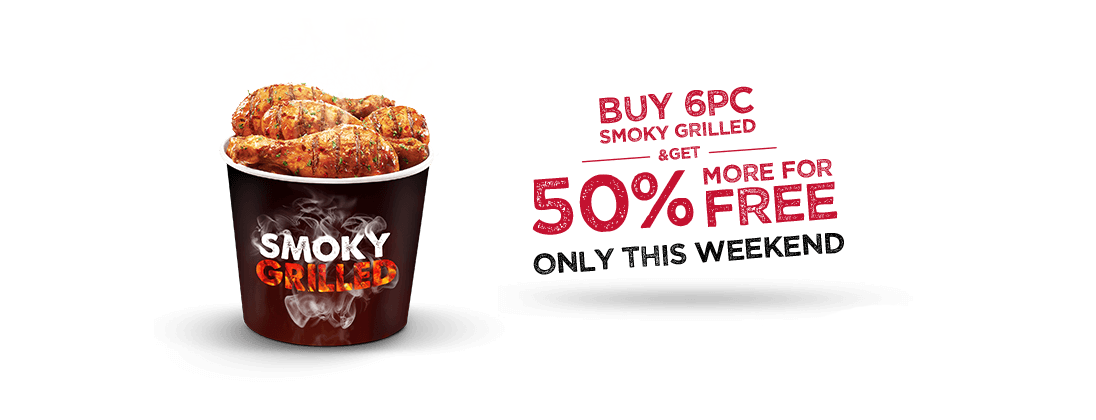 SMOKY
GRILLED
BUY 6PC
SMOKY GRILLED
&GET
50% MORE FOR
FREE
ONLY THIS WEEKEND